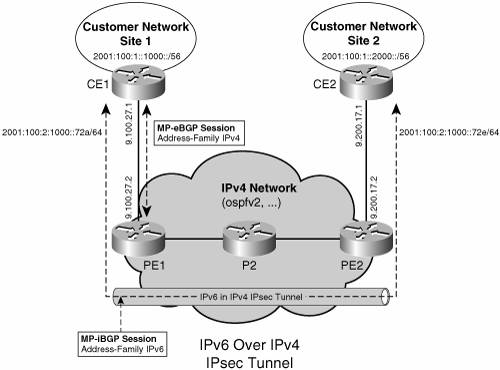 Customer Network
Site 1
2001:100:1::1000::/56
Customer Network
Site 2
2001:100:1::2000::/56
CE1
CE2
9.100.27.1
9.200.17.1
MP-eBGP Session
Address-Family IPv4
2001:100:2:1000::72a/64
2001:100:2:1000::72e/64
IPv4 Network
(ospfv2, ...)
9.100.27.2
9.200.17.2
PE1
P2
PE2
IPv6 in IPv4 IPsec Tunnel
MP-iBGP Session
Address-Family IPv6
IPv6 Over IPv4
IPsec Tunnel